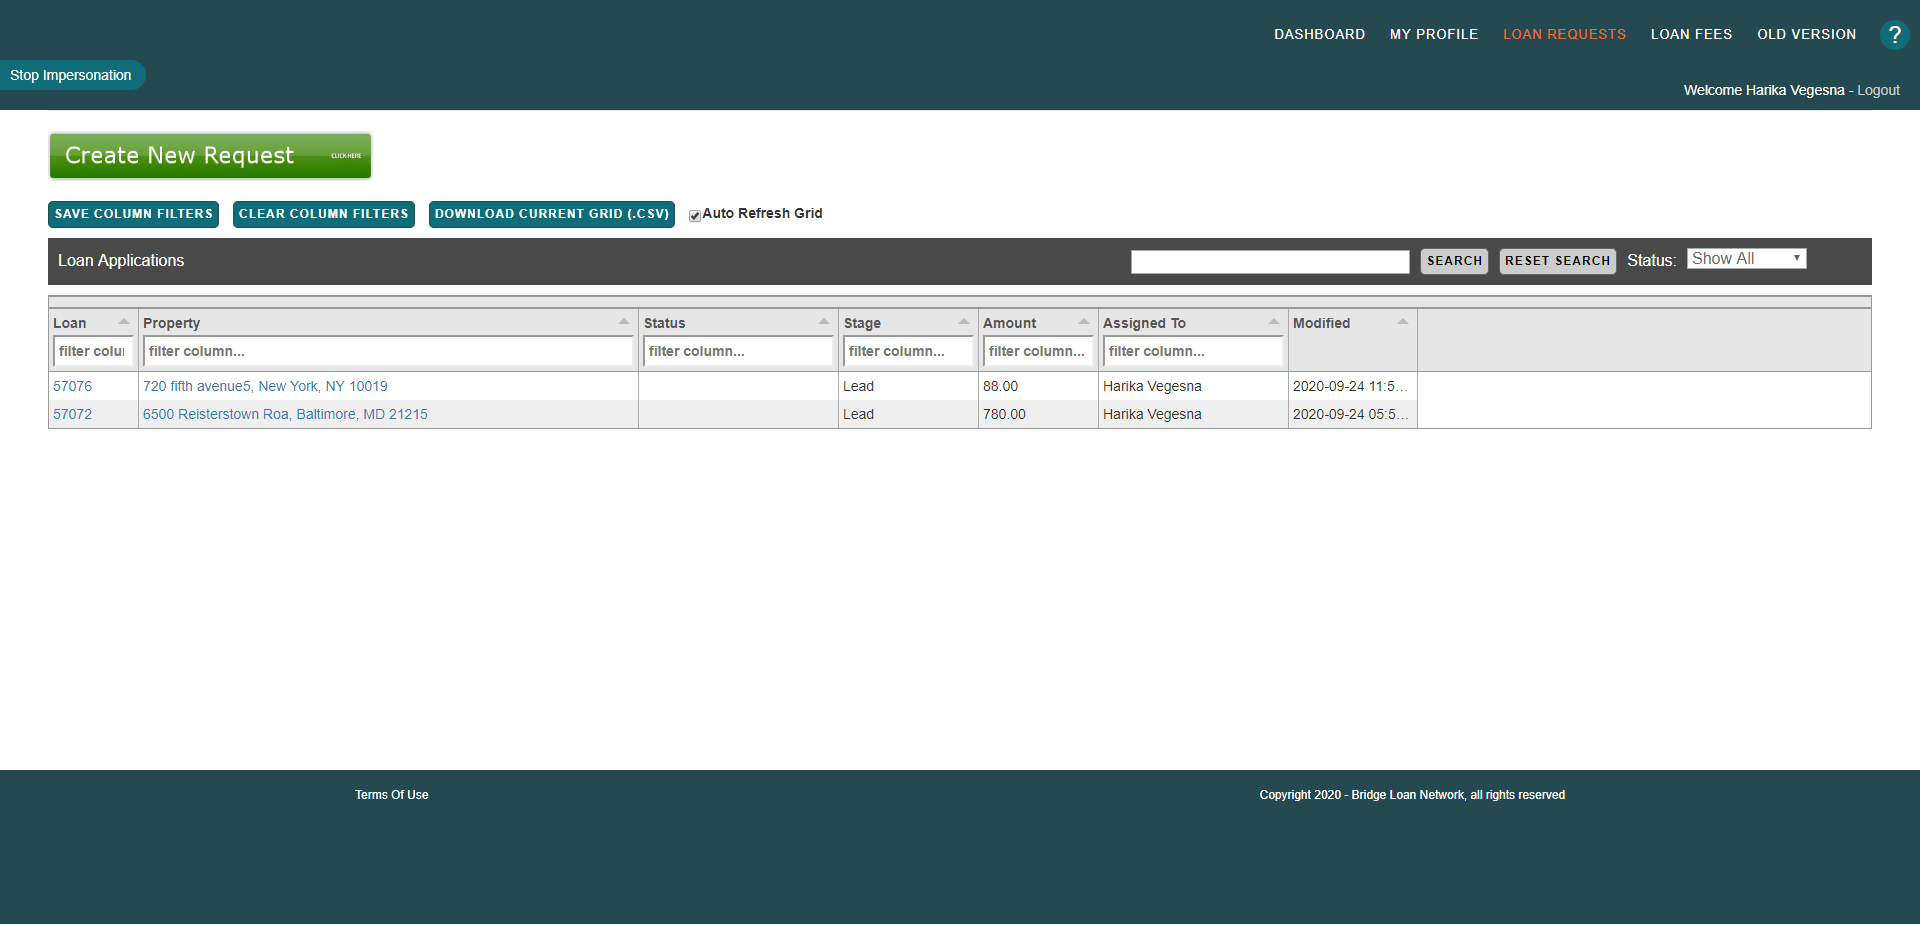 DASHBOARD MY PROFILE LOAN REQUESTS LOAN FEES OLD VERSION ?
Stop Impersonation
Welcome Harika Vegesna - Logout
Create New Request CLICK HERE
SAVE COLUMN FILTERS CLEAR COLUMN FILTERS DOWNLOAD CURRENT GRID (.CSV) Auto Refresh Grid
Loan Applications SEARCH RESET SEARCH Status: Show All
Loan Property Status Stage Amount Assigned To Modified
filter colu filter column... filter column... filter column... filter column... filter column...
57076 720 fifth avenue5, New York, NY 10019 Lead 88.00 Harika Vegesna 2020-09-24 11:5...
57072 6500 Reisterstown Roa, Baltimore, MD 21215 Lead 780.00 Harika Vegesna 2020-09-24 05:5...
Terms Of Use Copyright 2020 - Bridge Loan Network, all rights reserved